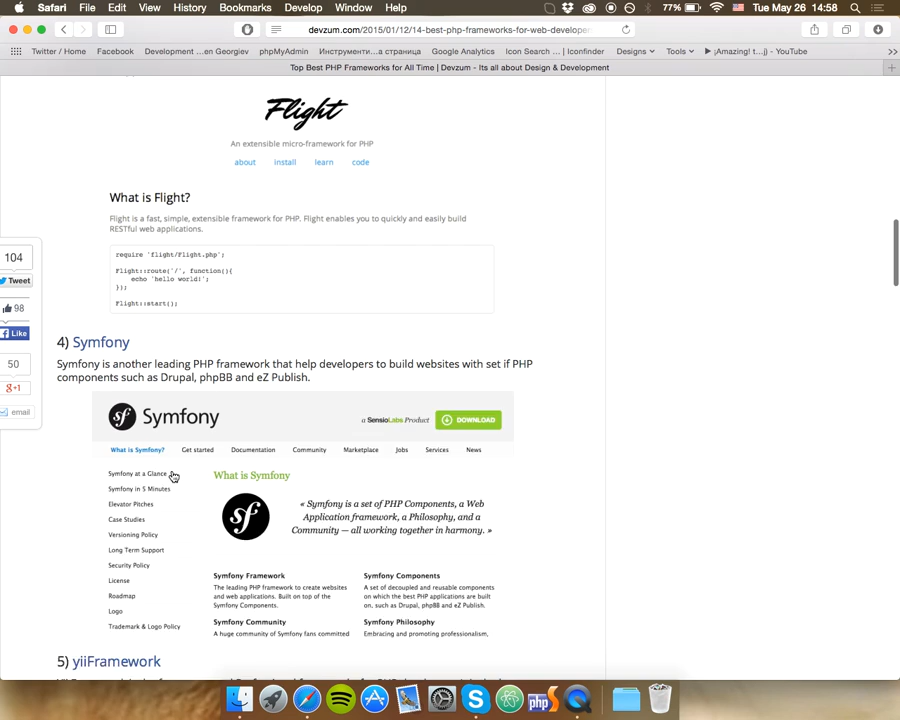 Safari File Edit View History Bookmarks Develop Window Help 77% Tue May 26 14:58
devzum.com/2015/01/12/14-best-php-frameworks-for-web-developer
Twitter / Home Facebook Development ... en Georgiev phpMyAdmin Инструменти...а страница Google Analytics Icon Search ... | Iconfinder Designs Tools ▶ ¡Amazing! t...j) - YouTube >>
Top Best PHP Frameworks for All Time | Devzum - Its all about Design & Development +
Flight
An extensible micro-framework for PHP
about install learn code
What is Flight?
Flight is a fast, simple, extensible framework for PHP. Flight enables you to quickly and easily build
RESTful web applications.
require 'flight/Flight.php';
Flight::route('/', function(){
echo 'hello world!';
});
Flight::start();
104
Tweet
98
Like
50
g+1
email
4) Symfony
Symfony is another leading PHP framework that help developers to build websites with set if PHP
components such as Drupal, phpBB and eZ Publish.
sf Symfony
a SensioLabs Product DOWNLOAD
What is Symfony? Get started Documentation Community Marketplace Jobs Services News
Symfony at a Glance
Symfony in 5 Minutes
Elevator Pitches
Case Studies
Versioning Policy
Long Term Support
Security Policy
License
Roadmap
Logo
Trademark & Logo Policy
What is Symfony
sf
« Symfony is a set of PHP Components, a Web
Application framework, a Philosophy, and a
Community — all working together in harmony. »
Symfony Framework
The leading PHP framework to create websites
and web applications. Built on top of the
Symfony Components.
Symfony Components
A set of decoupled and reusable components
on which the best PHP applications are built
on, such as Drupal, phpBB and eZ Publish.
Symfony Community
A huge community of Symfony fans committed
Symfony Philosophy
Embracing and promoting professionalism,
5) yiiFramework
php